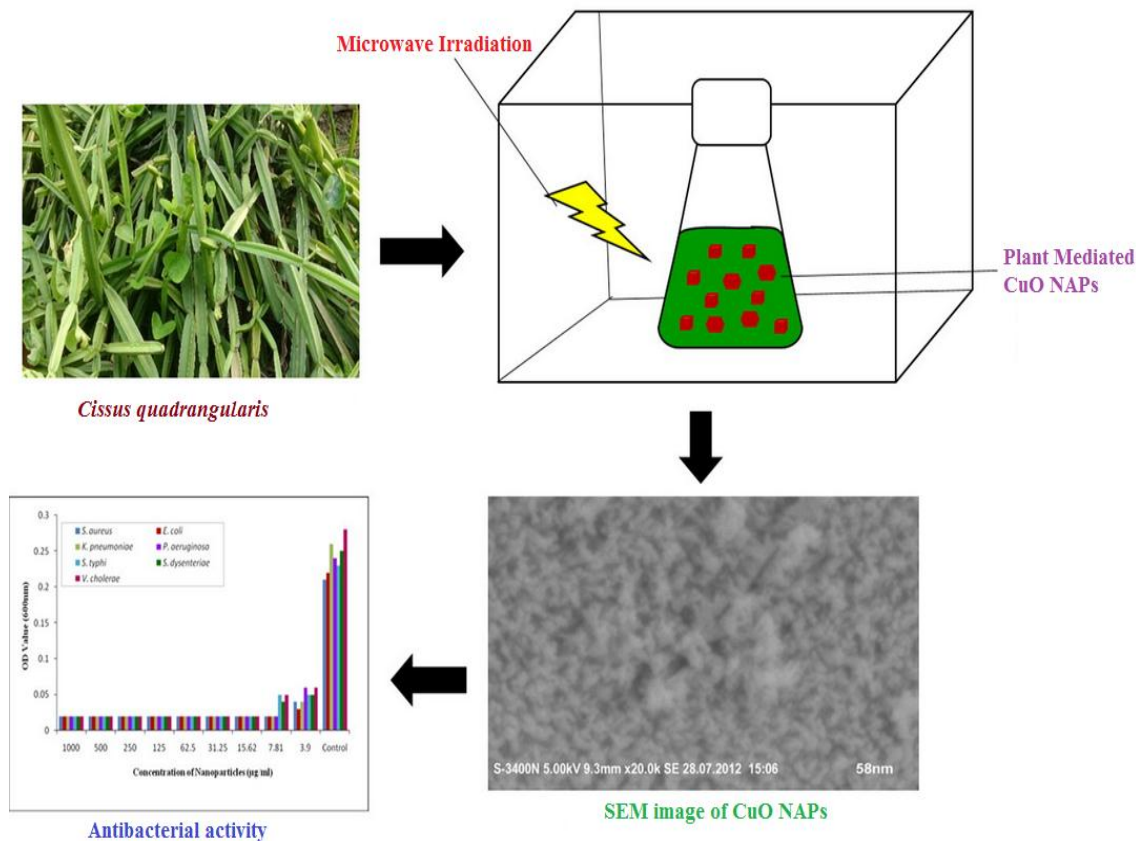 Microwave Irradiation
Plant Mediated
CuO NAPs
Cissus quadrangularis
0.3
0.25
0.2
0.15
0.1
0.05
0
OD Value (600nm)
S. aureus
E. coli
K. pneumoniae
P. aeruginosa
S. typhi
S. dysenteriae
V. cholerae
1000 500 250 125 62.5 31.25 15.62 7.81 3.9 Control
Concentration of Nanoparticles (µg/ml)
Antibacterial activity
S-3400N 5.00kV 9.3mm x20.0k SE 28.07.2012 15:06 58nm
SEM image of CuO NAPs